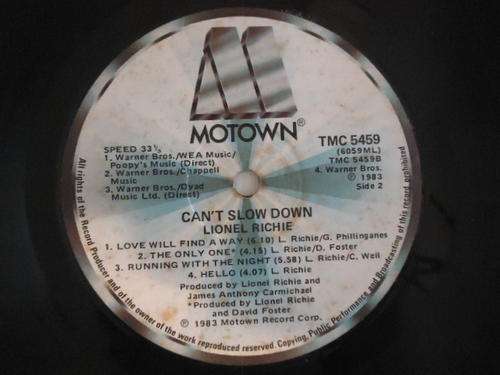 MOTOWN®
SPEED 33⅓
1. Warner Bros./WEA Music/
Poopy's Music (Direct)
2. Warner Bros./Chappell
Music
3. Warner Bros./Dyad
Music Ltd. (Direct)
TMC 5459
(6059ML)
TMC 5459B
4. Warner Bros.
℗ 1983
Side 2
CAN'T SLOW DOWN
LIONEL RICHIE
1. LOVE WILL FIND A WAY (6.10) L. Richie/G. Phillinganes
2. THE ONLY ONE* (4.15) L. Richie/D. Foster
3. RUNNING WITH THE NIGHT (5.58) L. Richie/C. Weil
4. HELLO (4.07) L. Richie
Produced by Lionel Richie and
James Anthony Carmichael
*Produced by Lionel Richie
and David Foster
℗ 1983 Motown Record Corp.
All rights of the Record Producer and of the owner of the work reproduced reserved. Copying, Public Performance and Broadcasting of this record prohibited